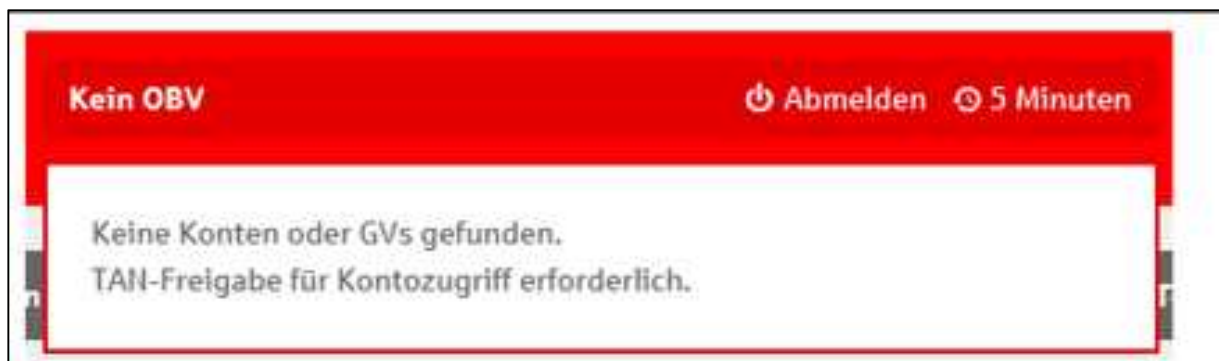 Kein OBV
Abmelden 5 Minuten
Keine Konten oder GVs gefunden.
TAN-Freigabe für Kontozugriff erforderlich.